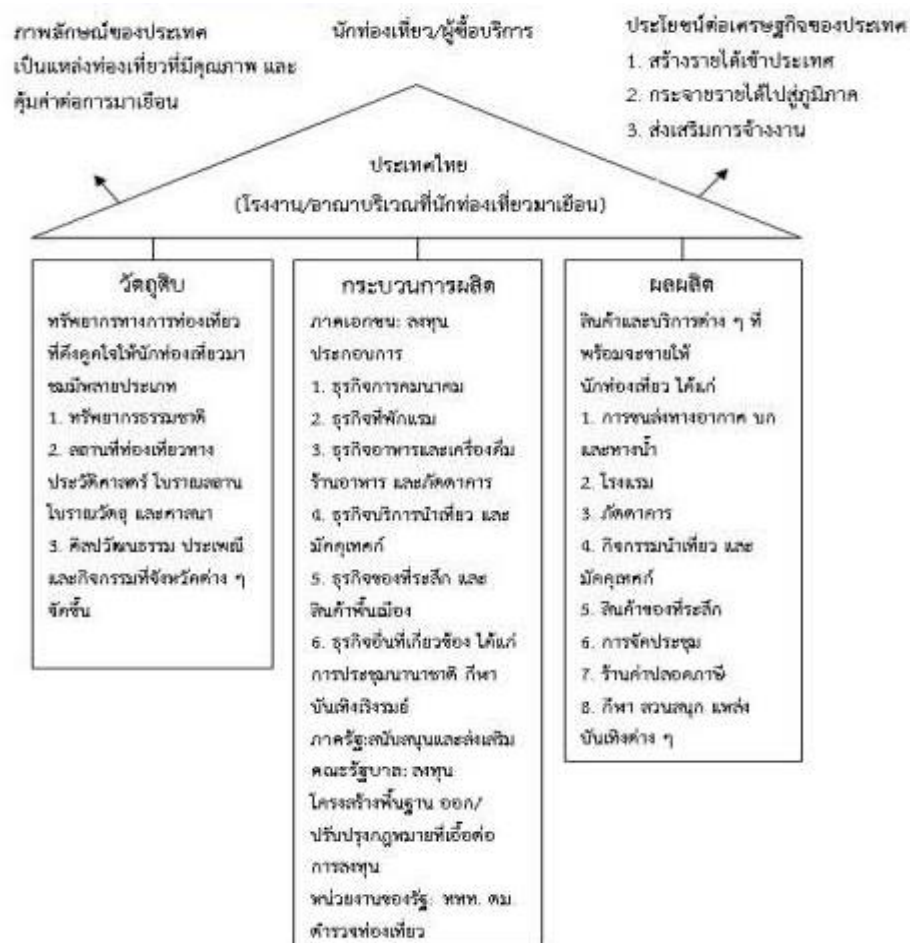 ภาพลักษณ์ของประเทศ
เป็นแหล่งท่องเที่ยวที่มีคุณภาพ และ
คุ้มค่าต่อการมาเยือน
นักท่องเที่ยว/ผู้ซื้อบริการ
ประโยชน์ต่อเศรษฐกิจของประเทศ
1. สร้างรายได้เข้าประเทศ
2. กระจายรายได้ไปสู่ภูมิภาค
3. ส่งเสริมการจ้างงาน
ประเทศไทย
(โรงงาน/อาณาบริเวณที่นักท่องเที่ยวมาเยือน)
วัตถุดิบ
ทรัพยากรทางการท่องเที่ยว
ที่ดึงดูดใจให้นักท่องเที่ยวมา
ชมมีหลายประเภท
1. ทรัพยากรธรรมชาติ
2. สถานที่ท่องเที่ยวทาง
ประวัติศาสตร์ โบราณสถาน
โบราณวัตถุ และศาสนา
3. ศิลปวัฒนธรรม ประเพณี
และกิจกรรมที่จังหวัดต่าง ๆ
จัดขึ้น
กระบวนการผลิต
ภาคเอกชน: ลงทุน
ประกอบการ
1. ธุรกิจการคมนาคม
2. ธุรกิจที่พักแรม
3. ธุรกิจอาหารและเครื่องดื่ม
ร้านอาหาร และภัตตาคาร
4. ธุรกิจบริการนำเที่ยว และ
มัคคุเทศก์
5. ธุรกิจของที่ระลึก และ
สินค้าพื้นเมือง
6. ธุรกิจอื่นที่เกี่ยวข้อง ได้แก่
การประชุมนานาชาติ กีฬา
บันเทิงเริงรมย์
ภาครัฐ:สนับสนุนและส่งเสริม
คณะรัฐบาล: ลงทุน
โครงสร้างพื้นฐาน ออก/
ปรับปรุงกฎหมายที่เอื้อต่อ
การลงทุน
หน่วยงานของรัฐ: ททท. ตม.
ตำรวจท่องเที่ยว
ผลผลิต
สินค้าและบริการต่าง ๆ ที่
พร้อมจะขายให้
นักท่องเที่ยว ได้แก่
1. การขนส่งทางอากาศ บก
และทางน้ำ
2. โรงแรม
3. ภัตตาคาร
4. กิจกรรมนำเที่ยว และ
มัคคุเทศก์
5. สินค้าของที่ระลึก
6. การจัดประชุม
7. ร้านค้าปลอดภาษี
8. กีฬา สวนสนุก แหล่ง
บันเทิงต่าง ๆ